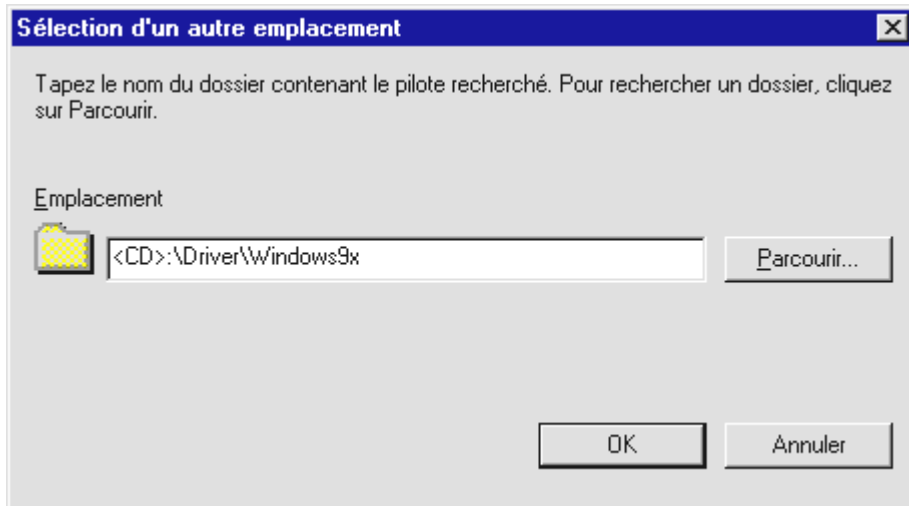 Sélection d'un autre emplacement
Tapez le nom du dossier contenant le pilote recherché. Pour rechercher un dossier, cliquez
sur Parcourir.
Emplacement
<CD>:\Driver\Windows9x
Parcourir...
OK
Annuler